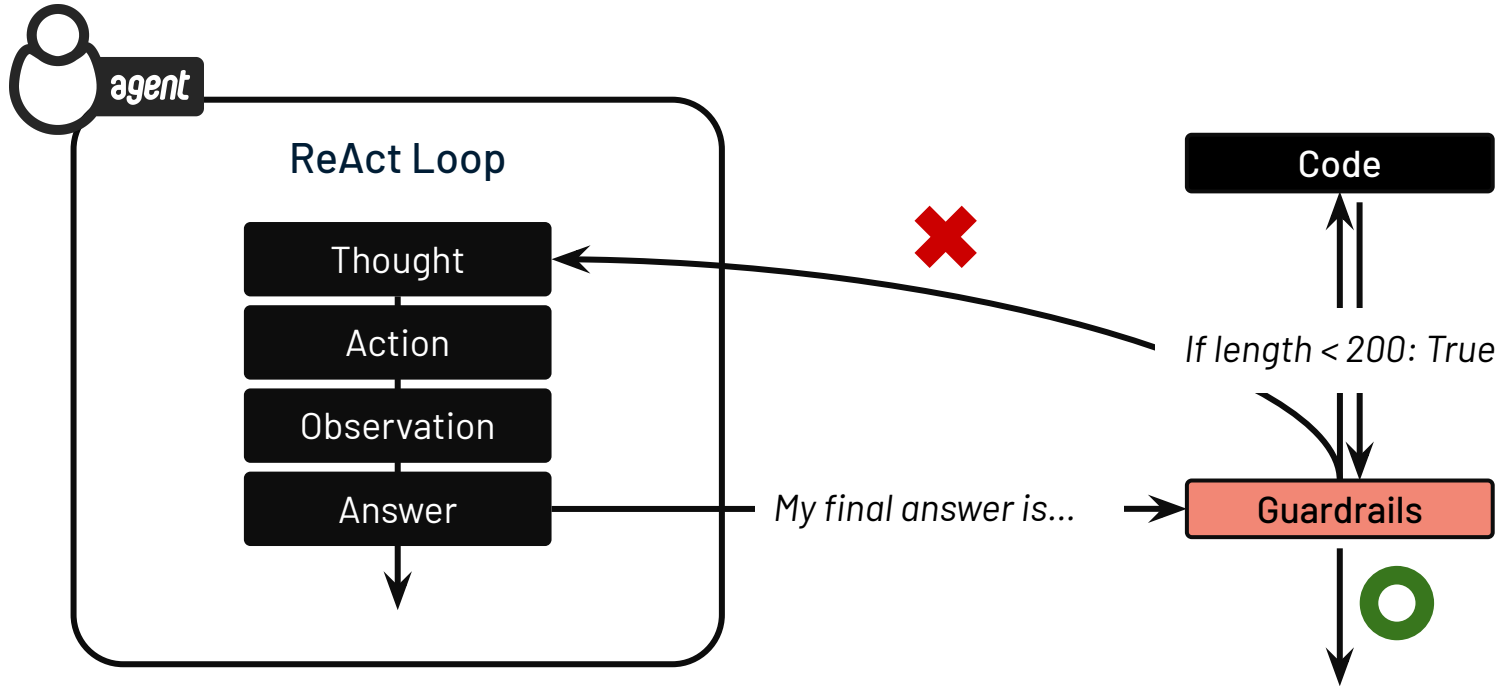 agent
ReAct Loop
Code
Thought
If length < 200: True
Action
Observation
Answer
My final answer is...
Guardrails